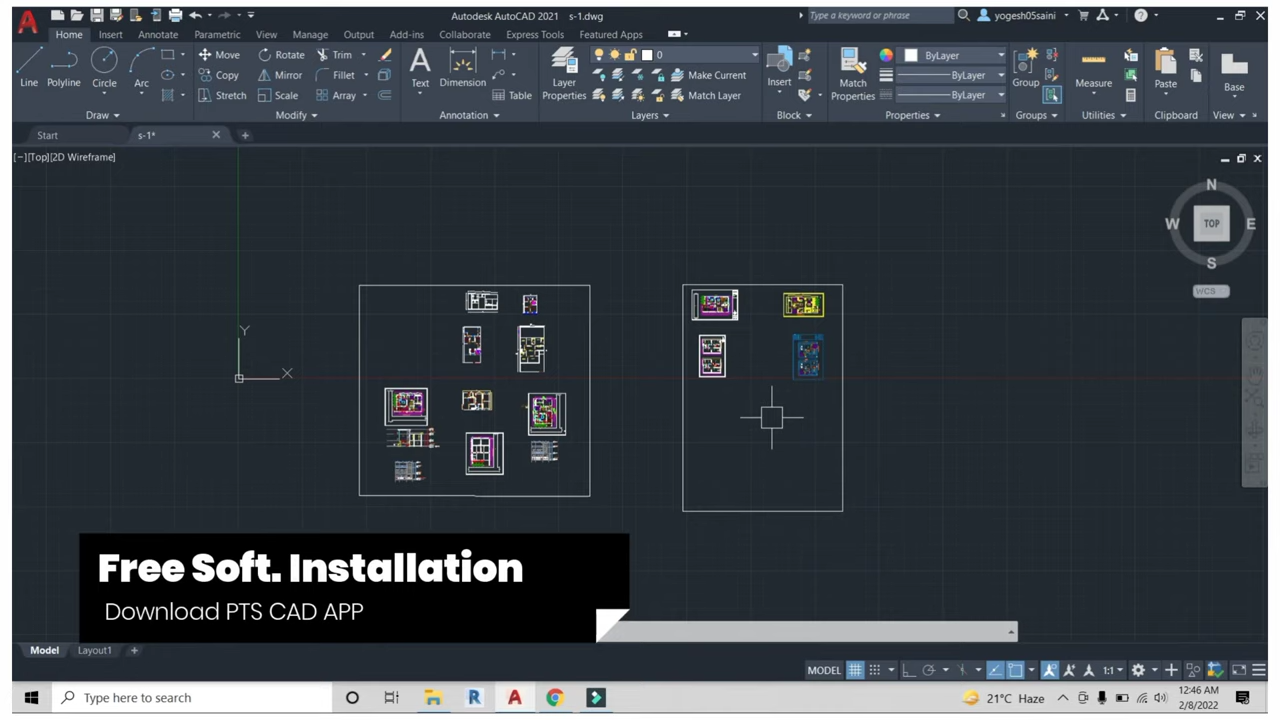 Autodesk AutoCAD 2021 s-1.dwg
Type a keyword or phrase
yogesh05saini
Home Insert Annotate Parametric View Manage Output Add-ins Collaborate Express Tools Featured Apps
Line Polyline Circle Arc
Move Rotate Trim
Copy Mirror Fillet
Stretch Scale Array
Text Dimension Table
Layer Properties
0
Make Current
Match Layer
Insert
Match Properties
ByLayer
ByLayer
ByLayer
Group
Measure
Paste
Base
Draw Modify Annotation Layers Block Properties Groups Utilities Clipboard View
Start s-1*
[−][Top][2D Wireframe]
N
W TOP E
S
WCS
Y
X
Free Soft. Installation
Download PTS CAD APP
Model Layout1
MODEL 1:1
Type here to search
21°C Haze
12:46 AM
2/8/2022